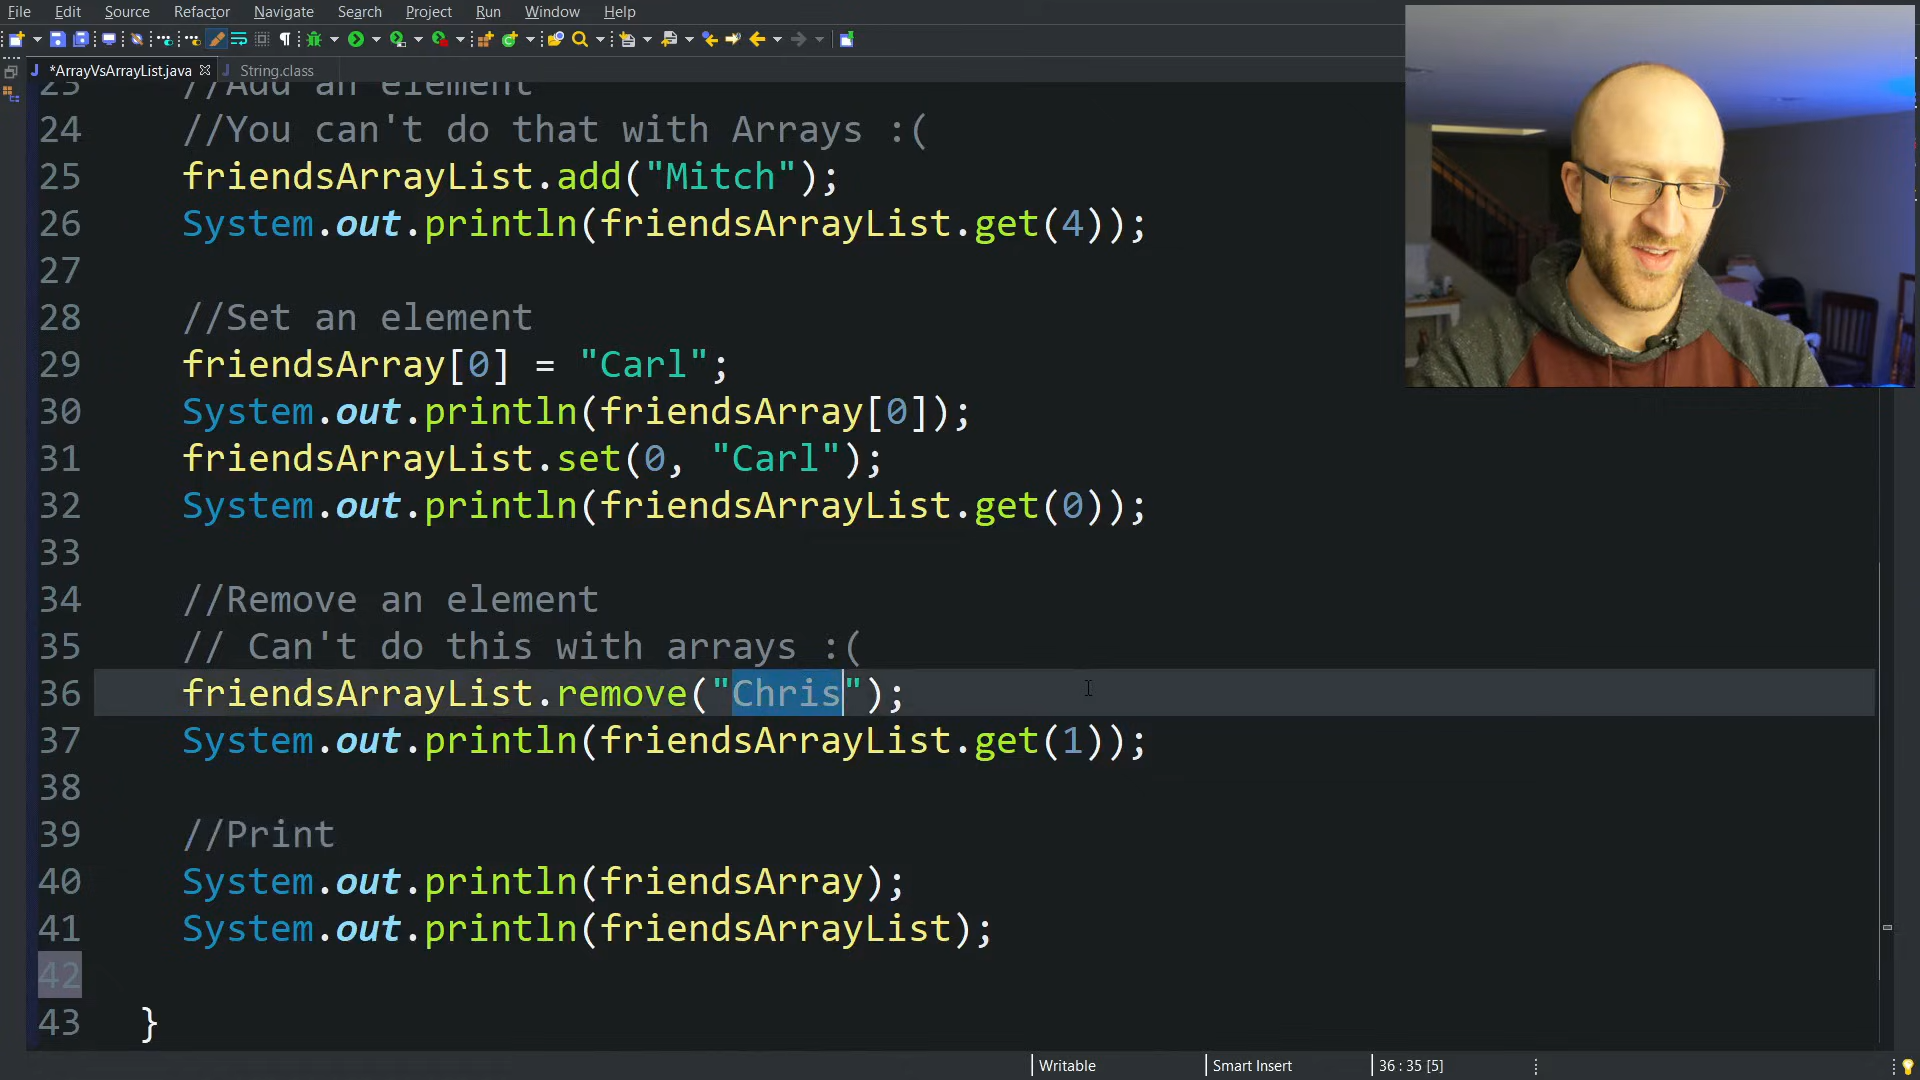 File Edit Source Refactor Navigate Search Project Run Window Help
*ArrayVsArrayList.java String.class
23 //Add an element
24 //You can't do that with Arrays :(
25 friendsArrayList.add("Mitch");
26 System.out.println(friendsArrayList.get(4));
27
28 //Set an element
29 friendsArray[0] = "Carl";
30 System.out.println(friendsArray[0]);
31 friendsArrayList.set(0, "Carl");
32 System.out.println(friendsArrayList.get(0));
33
34 //Remove an element
35 // Can't do this with arrays :(
36 friendsArrayList.remove("Chris");
37 System.out.println(friendsArrayList.get(1));
38
39 //Print
40 System.out.println(friendsArray);
41 System.out.println(friendsArrayList);
42
43 }
Writable Smart Insert 36 : 35 [5]